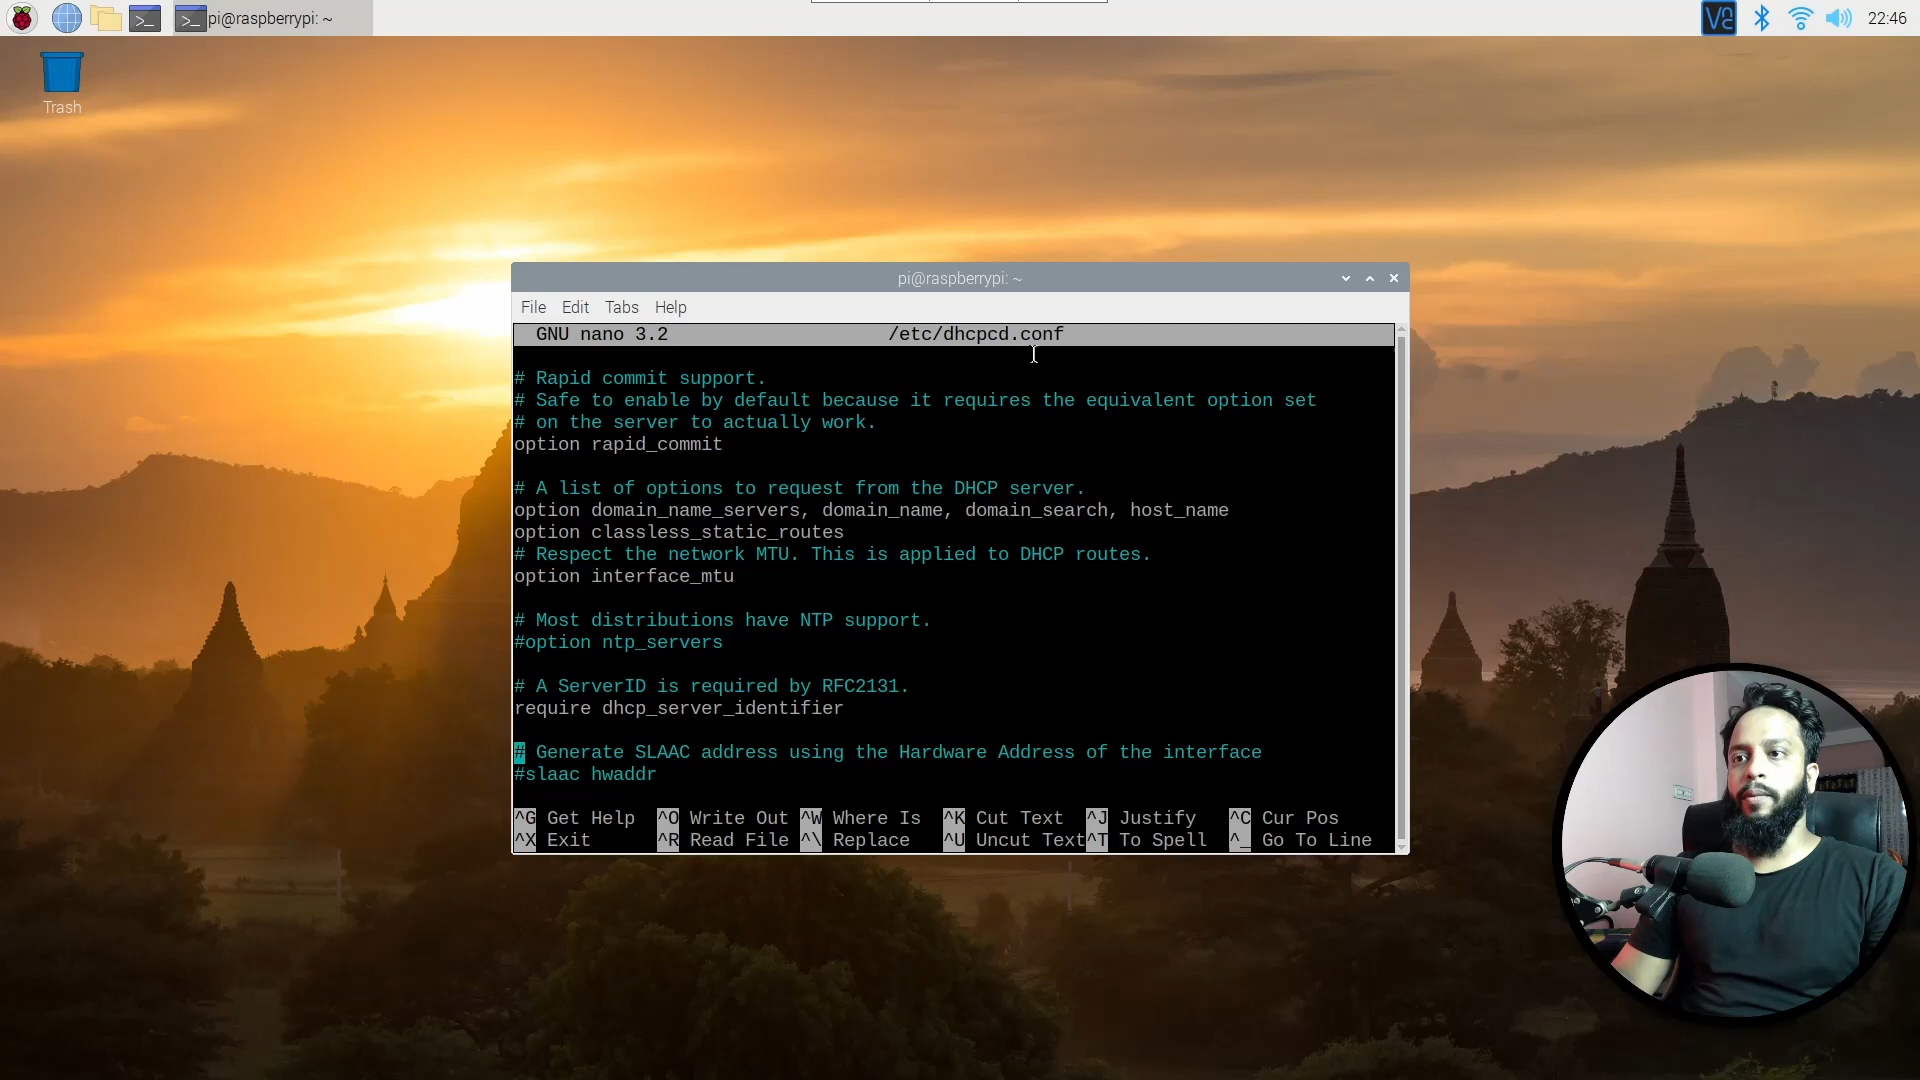 pi@raspberrypi: ~
22:46
Trash
pi@raspberrypi: ~
File Edit Tabs Help
GNU nano 3.2 /etc/dhcpcd.conf
# Rapid commit support.
# Safe to enable by default because it requires the equivalent option set
# on the server to actually work.
option rapid_commit
# A list of options to request from the DHCP server.
option domain_name_servers, domain_name, domain_search, host_name
option classless_static_routes
# Respect the network MTU. This is applied to DHCP routes.
option interface_mtu
# Most distributions have NTP support.
#option ntp_servers
# A ServerID is required by RFC2131.
require dhcp_server_identifier
# Generate SLAAC address using the Hardware Address of the interface
#slaac hwaddr
^G Get Help ^O Write Out ^W Where Is ^K Cut Text ^J Justify ^C Cur Pos
^X Exit ^R Read File ^\ Replace ^U Uncut Text ^T To Spell ^_ Go To Line